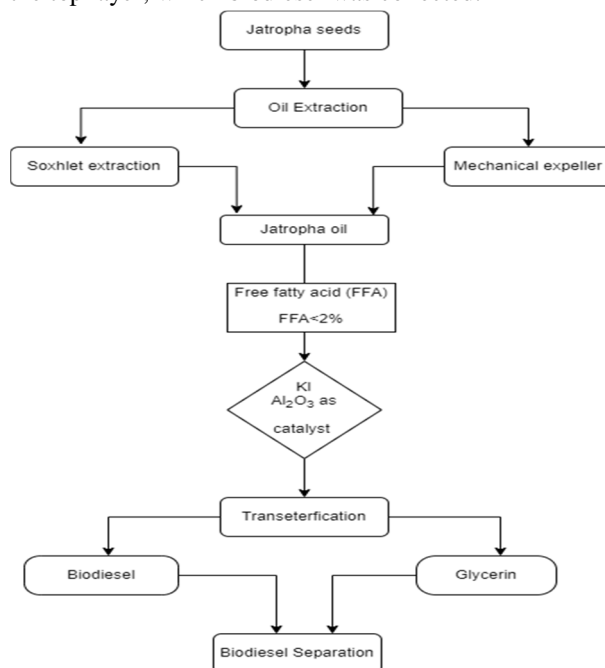 Jatropha seeds
Oil Extraction
Soxhlet extraction
Mechanical expeller
Jatropha oil
Free fatty acid (FFA)
FFA<2%
KI
Al₂O₃ as
catalyst
Transeterfication
Biodiesel
Glycerin
Biodiesel Separation